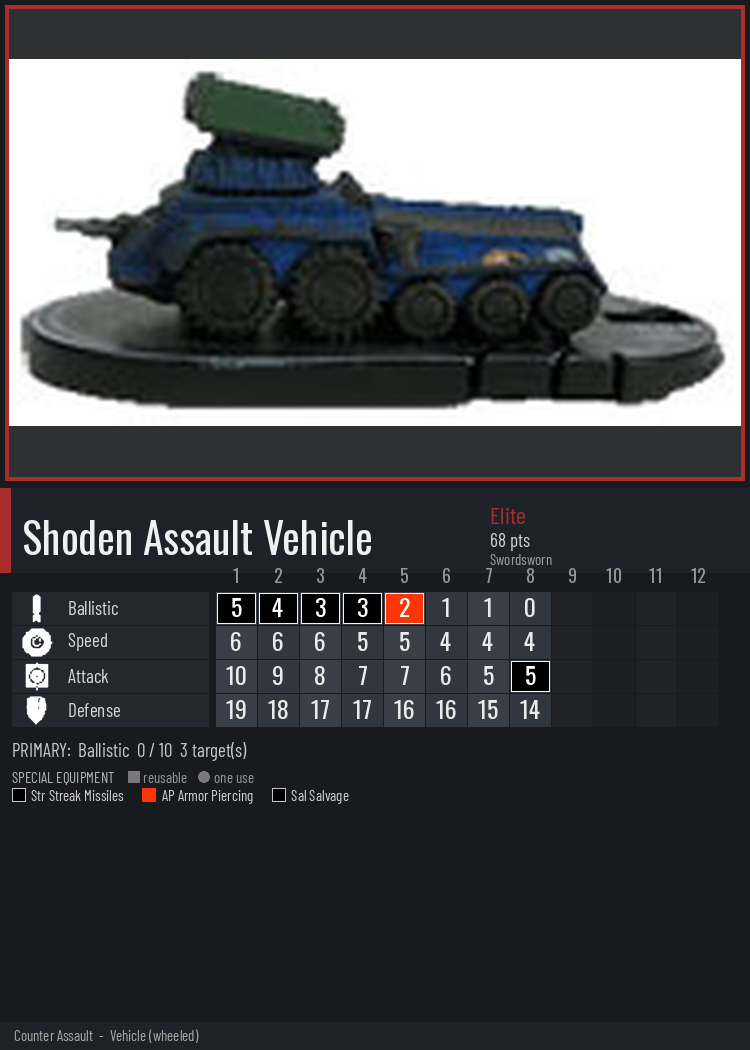 Shoden Assault Vehicle
Elite
68 pts
Swordsworn
1 2 3 4 5 6 7 8 9 10 11 12
Ballistic 5 4 3 3 2 1 1 0
Speed 6 6 6 5 5 4 4 4
Attack 10 9 8 7 7 6 5 5
Defense 19 18 17 17 16 16 15 14
PRIMARY: Ballistic 0 / 10 3 target(s)
SPECIAL EQUIPMENT reusable one use
Str Streak Missiles AP Armor Piercing Sal Salvage
Counter Assault - Vehicle (wheeled)